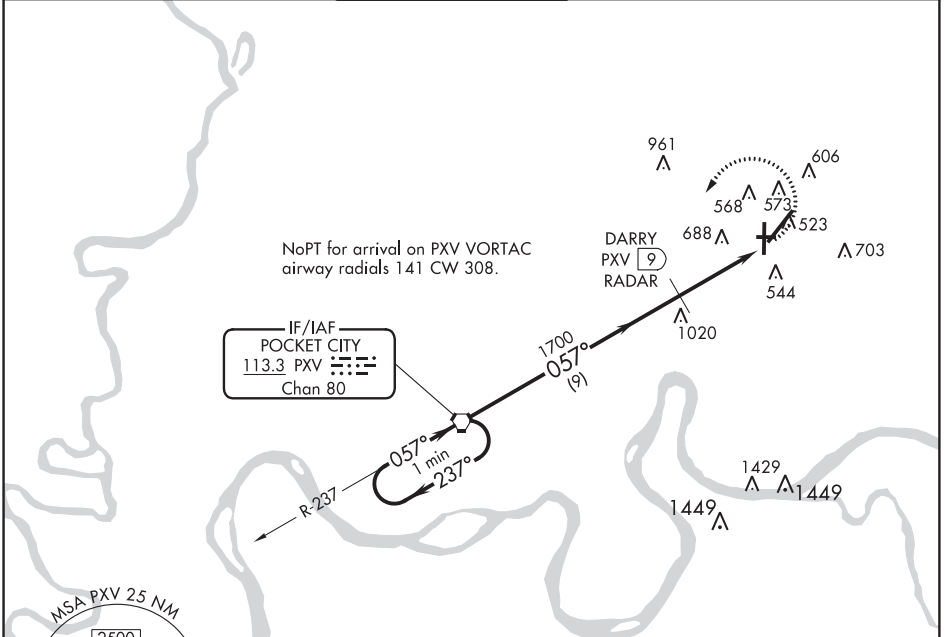 961
606
568
573
523
688
703
544
NoPT for arrival on PXV VORTAC
airway radials 141 CW 308.
DARRY
PXV 9
RADAR
1020
IF/IAF
POCKET CITY
113.3 PXV
Chan 80
1700
057°
(9)
057°
1 min
237°
R-237
1429
1449
1449
MSA PXV 25 NM
2500